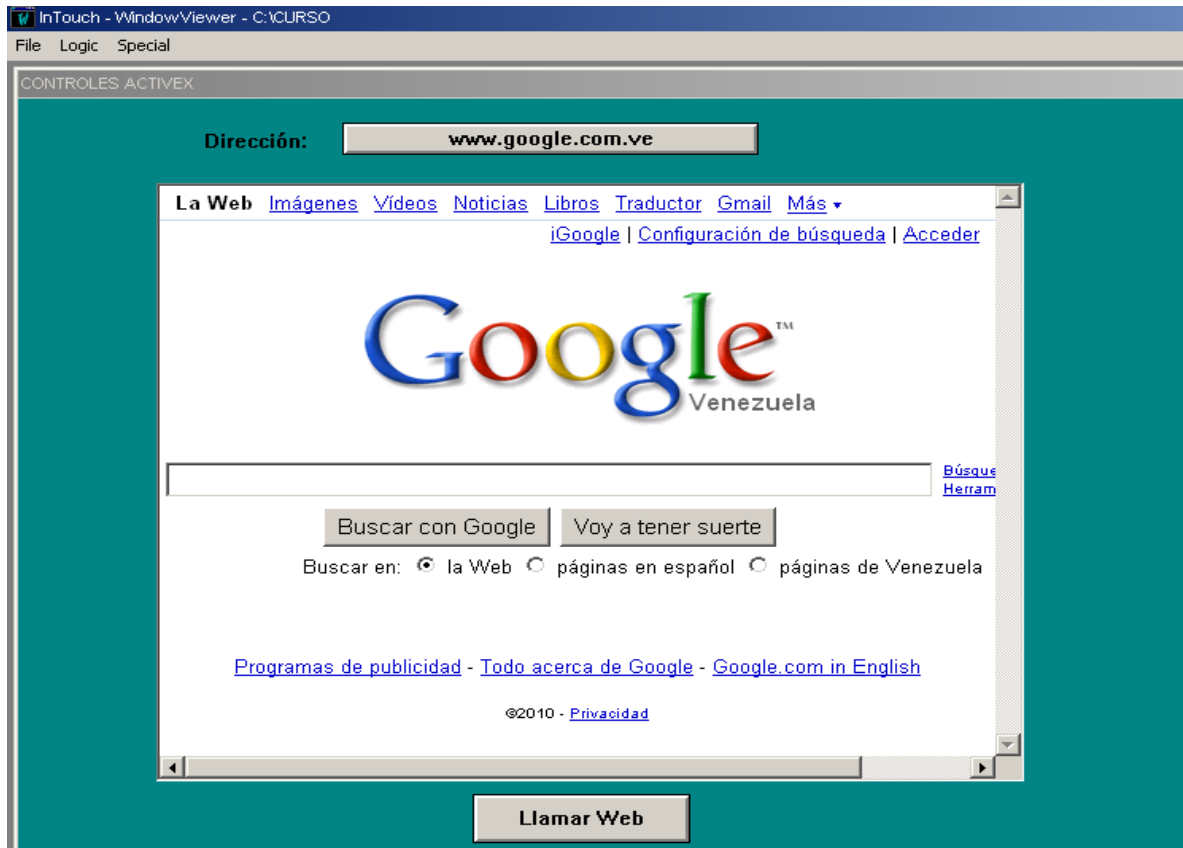 InTouch - WindowViewer - C:\CURSO
File Logic Special
CONTROLES ACTIVEX
Dirección: www.google.com.ve
La Web Imágenes Vídeos Noticias Libros Traductor Gmail Más
iGoogle | Configuración de búsqueda | Acceder
Google™
Venezuela
Búsque
Herram
Buscar con Google Voy a tener suerte
Buscar en: la Web páginas en español páginas de Venezuela
Programas de publicidad - Todo acerca de Google - Google.com in English
©2010 - Privacidad
Llamar Web